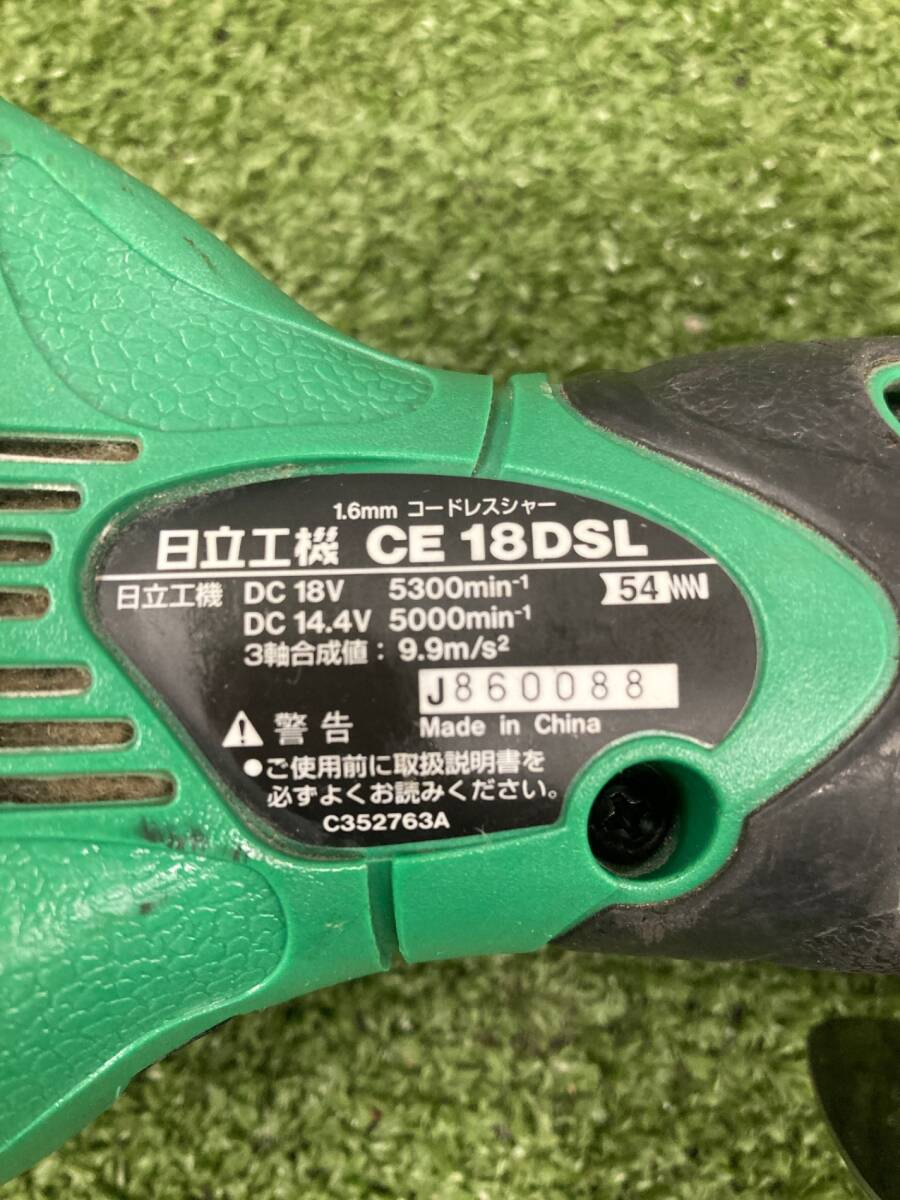 1.6mm コードレスシャー
日立工機 CE 18DSL
日立工機 DC 18V 5300min⁻¹ 54
DC 14.4V 5000min⁻¹
3軸合成値： 9.9m/s²
J860088
Made in China
警告
●ご使用前に取扱説明書を
必ずよくお読みください。
C352763A